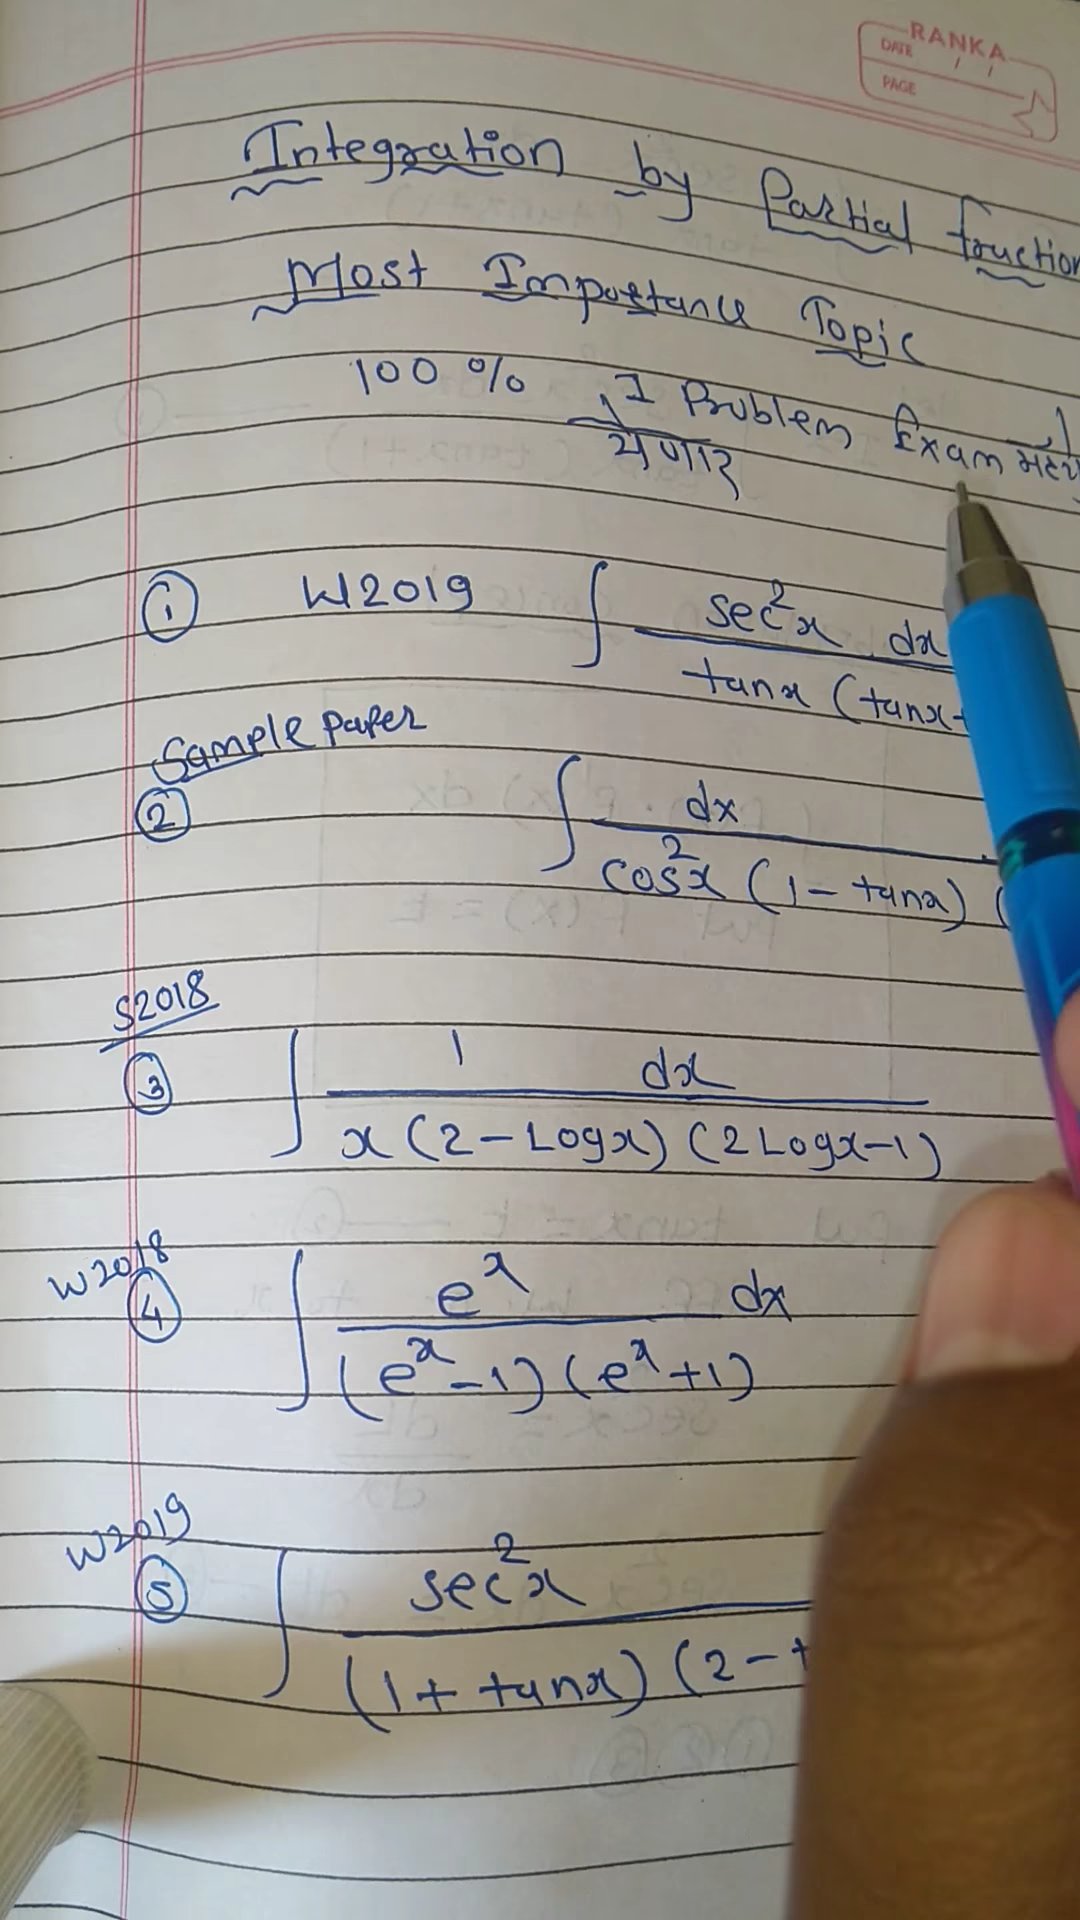 RANKA
DATE / /
PAGE
Integration by Partial fruction
Most Importance Topic
100 % 1 Problem Exam मध्ये
येणार
① W2019 ∫ sec²x dx / tanx (tanx+
Sample paper
② ∫ dx / cos²x (1 - tanx) (
S2018
③ ∫ 1 dx / x (2 - Logx) (2 Logx-1)
W2018
④ ∫ eˣ dx / (eˣ - 1) (eˣ + 1)
W2019
⑤ ∫ sec²x / (1 + tanx) (2 - t